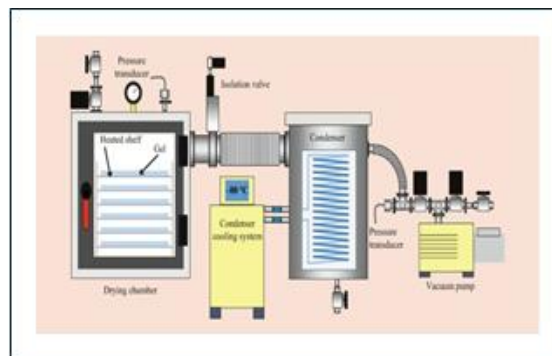 Pressure
transducer
Isolation valve
Heated shelf
Gel
Condenser
-80 °C
Condenser
cooling system
Pressure
transducer
Drying chamber
Vacuum pump